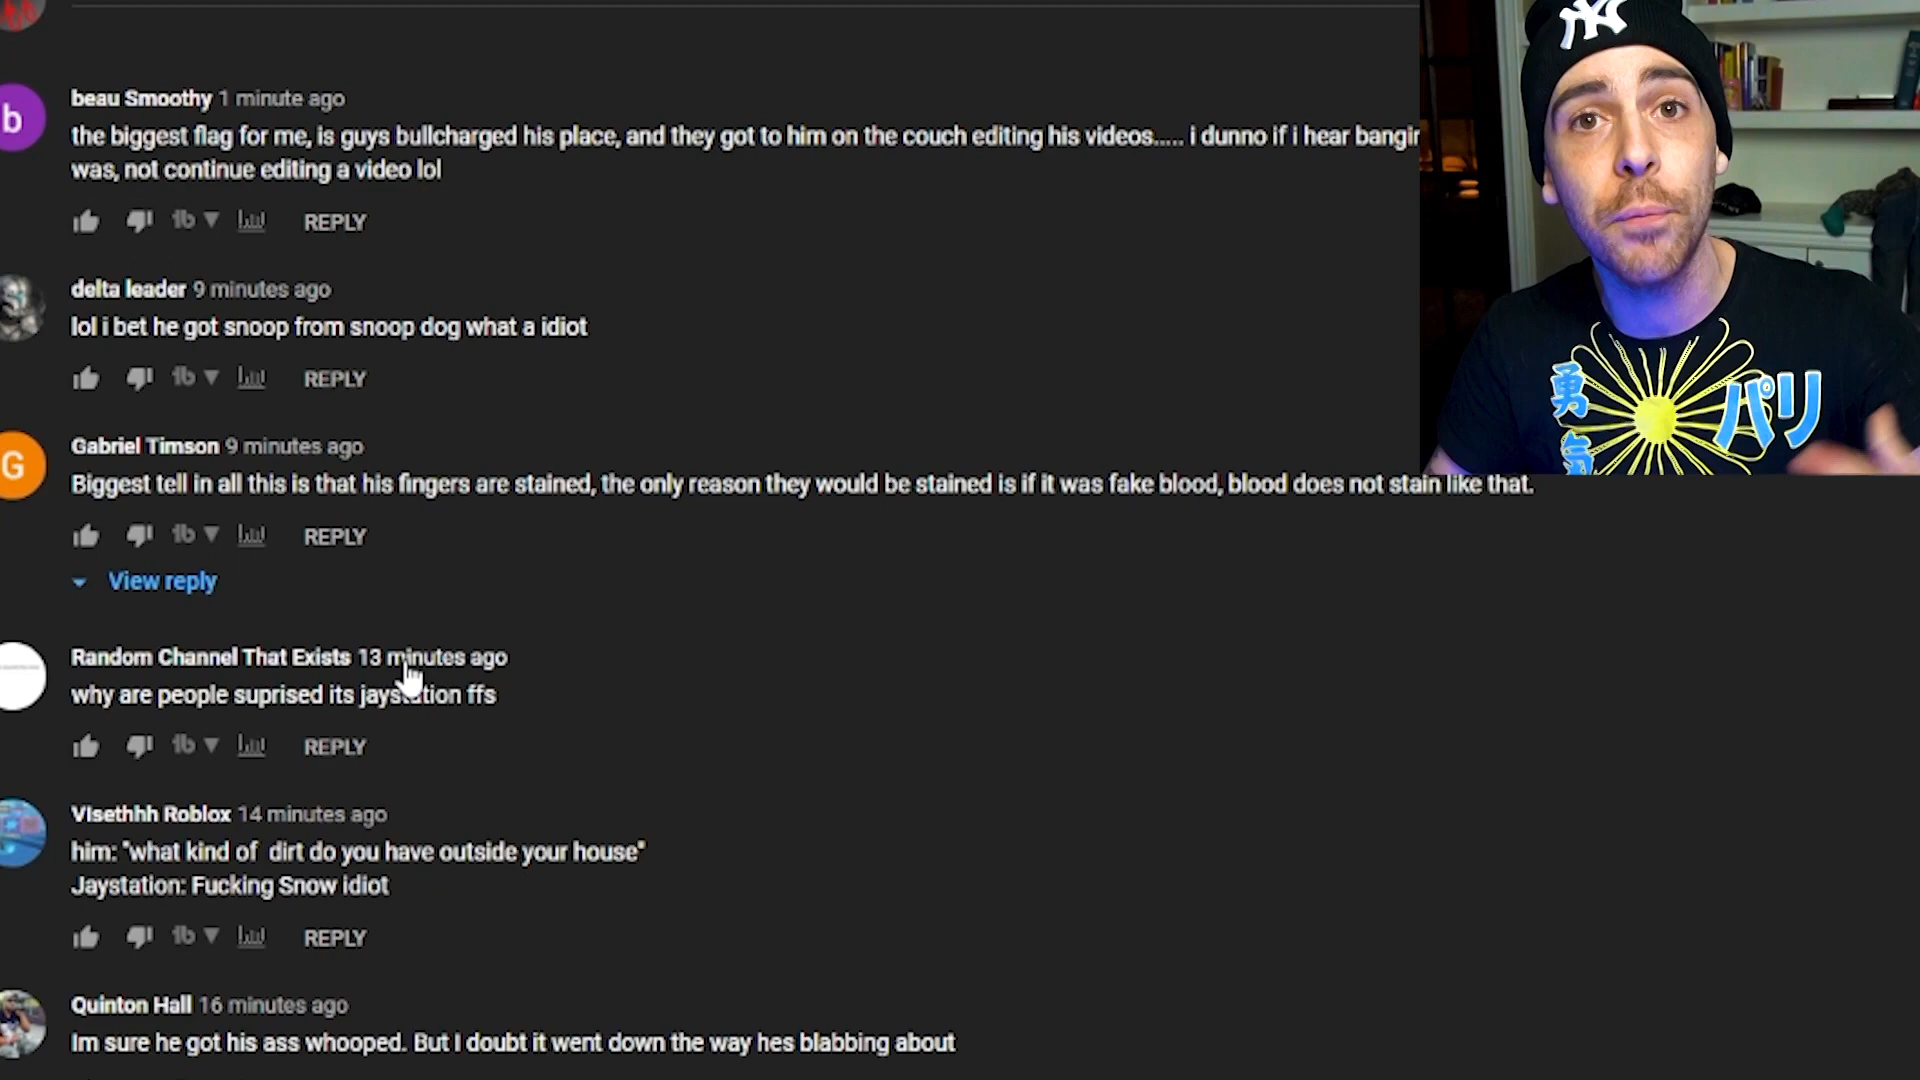 NY
b
beau Smoothy 1 minute ago
the biggest flag for me, is guys bullcharged his place, and they got to him on the couch editing his videos..... i dunno if i hear
was, not continue editing a video lol
tb REPLY
delta leader 9 minutes ago
lol i bet he got snoop from snoop dog what a idiot
tb REPLY
勇気
パリ
G
Gabriel Timson 9 minutes ago
Biggest tell in all this is that his fingers are stained, the only reason they would be stained is if it was fake blood, blood does not stain like that.
tb REPLY
View reply
Random Channel That Exists 13 minutes ago
why are people suprised its jaystation ffs
tb REPLY
VIsethhh Roblox 14 minutes ago
him: "what kind of  dirt do you have outside your house"
Jaystation: Fucking Snow idiot
tb REPLY
Quinton Hall 16 minutes ago
Im sure he got his ass whooped. But I doubt it went down the way hes blabbing about